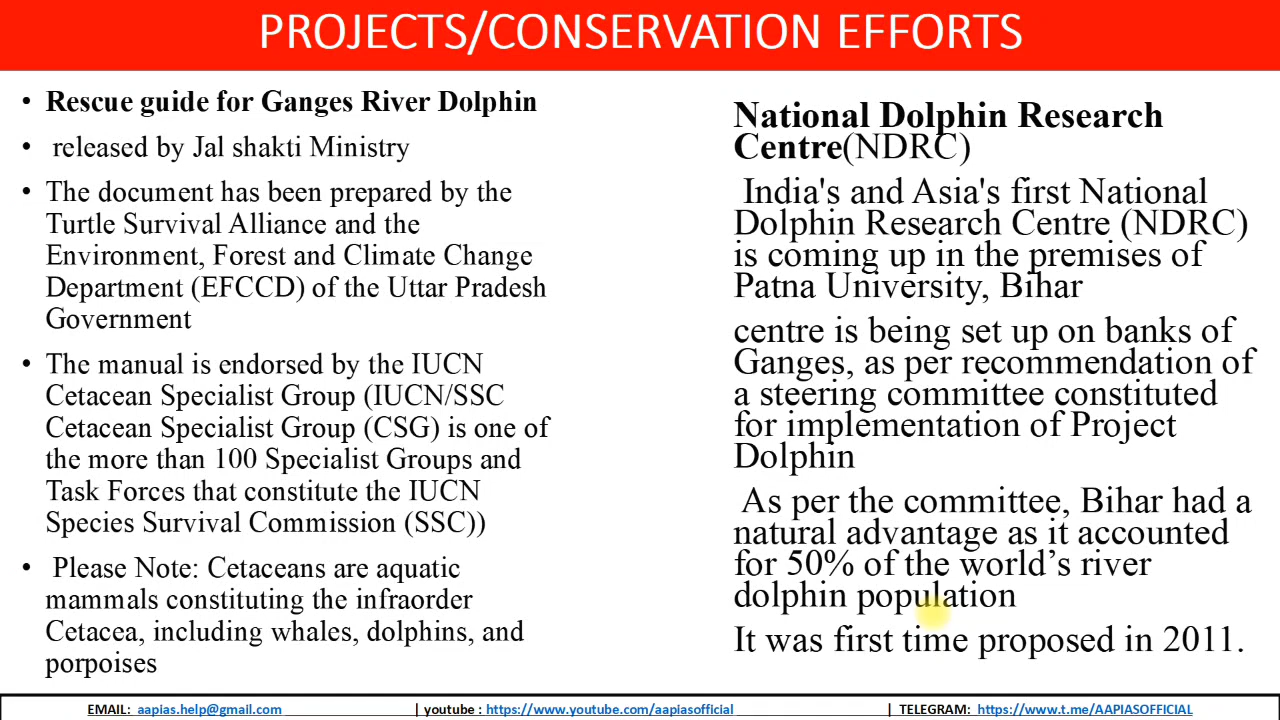 PROJECTS/CONSERVATION EFFORTS
• Rescue guide for Ganges River Dolphin
• released by Jal shakti Ministry
• The document has been prepared by the
Turtle Survival Alliance and the
Environment, Forest and Climate Change
Department (EFCCD) of the Uttar Pradesh
Government
• The manual is endorsed by the IUCN
Cetacean Specialist Group (IUCN/SSC
Cetacean Specialist Group (CSG) is one of
the more than 100 Specialist Groups and
Task Forces that constitute the IUCN
Species Survival Commission (SSC))
• Please Note: Cetaceans are aquatic
mammals constituting the infraorder
Cetacea, including whales, dolphins, and
porpoises
National Dolphin Research
Centre(NDRC)
India's and Asia's first National
Dolphin Research Centre (NDRC)
is coming up in the premises of
Patna University, Bihar
centre is being set up on banks of
Ganges, as per recommendation of
a steering committee constituted
for implementation of Project
Dolphin
As per the committee, Bihar had a
natural advantage as it accounted
for 50% of the world’s river
dolphin population
It was first time proposed in 2011.
EMAIL: aapias.help@gmail.com | youtube : https://www.youtube.com/aapiasofficial | TELEGRAM: https://www.t.me/AAPIASOFFICIAL